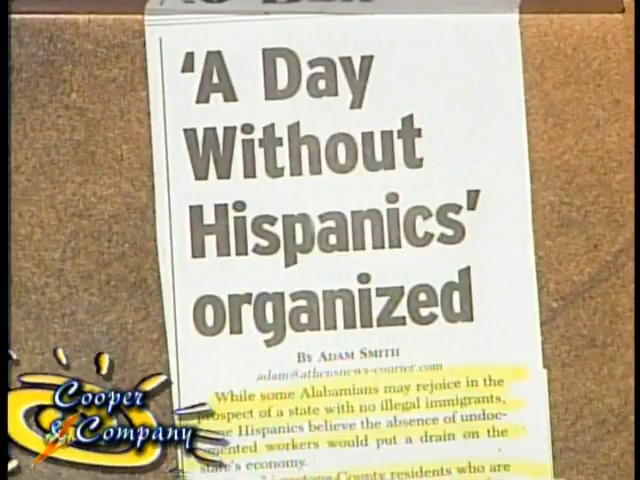 'A Day
Without
Hispanics'
organized
BY ADAM SMITH
adam@athensnews-courier.com
While some Alabamians may rejoice in the
prospect of a state with no illegal immigrants,
Hispanics believe the absence of undoc-
umented workers would put a drain on the
state's economy.
County residents who are
Cooper
& Company